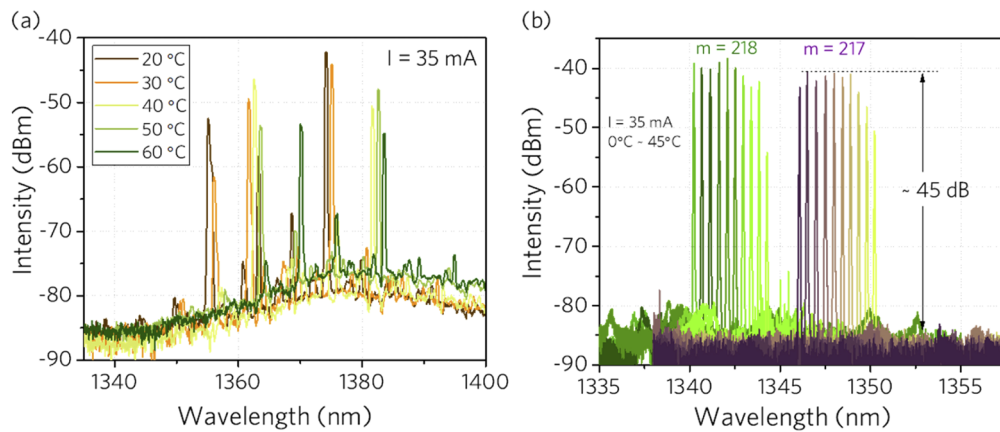 (a)
-40
-50
-60
-70
-80
-90
Intensity (dBm)
20 °C
30 °C
40 °C
50 °C
60 °C
I = 35 mA
1340
1360
1380
1400
Wavelength (nm)
(b)
-40
-50
-60
-70
-80
-90
Intensity (dBm)
m = 218
m = 217
I = 35 mA
0°C ~ 45°C
~ 45 dB
1335
1340
1345
1350
1355
Wavelength (nm)